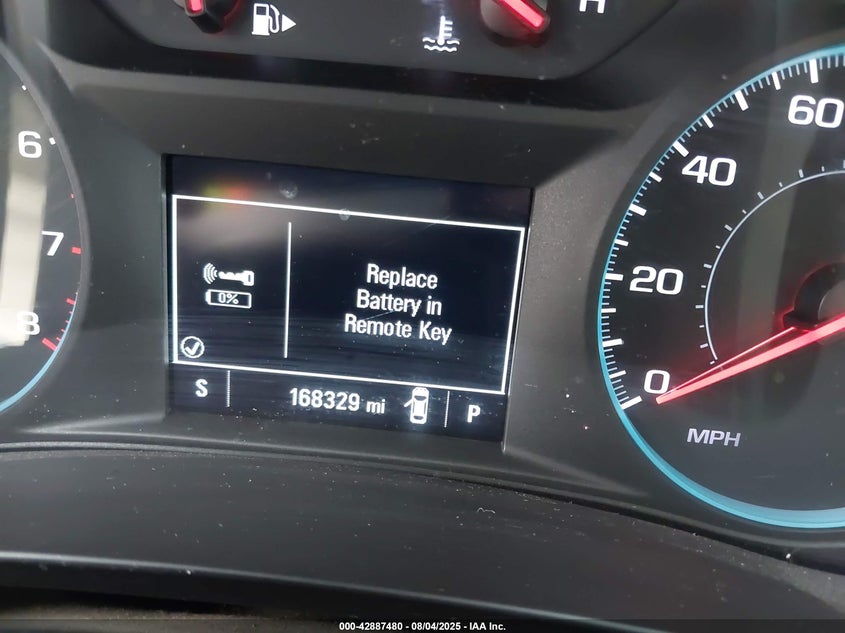 H
6
7
8
60
40
20
0
MPH
0%
Replace
Battery in
Remote Key
S 168329 mi P
000-42887480 - 08/04/2025 - IAA Inc.